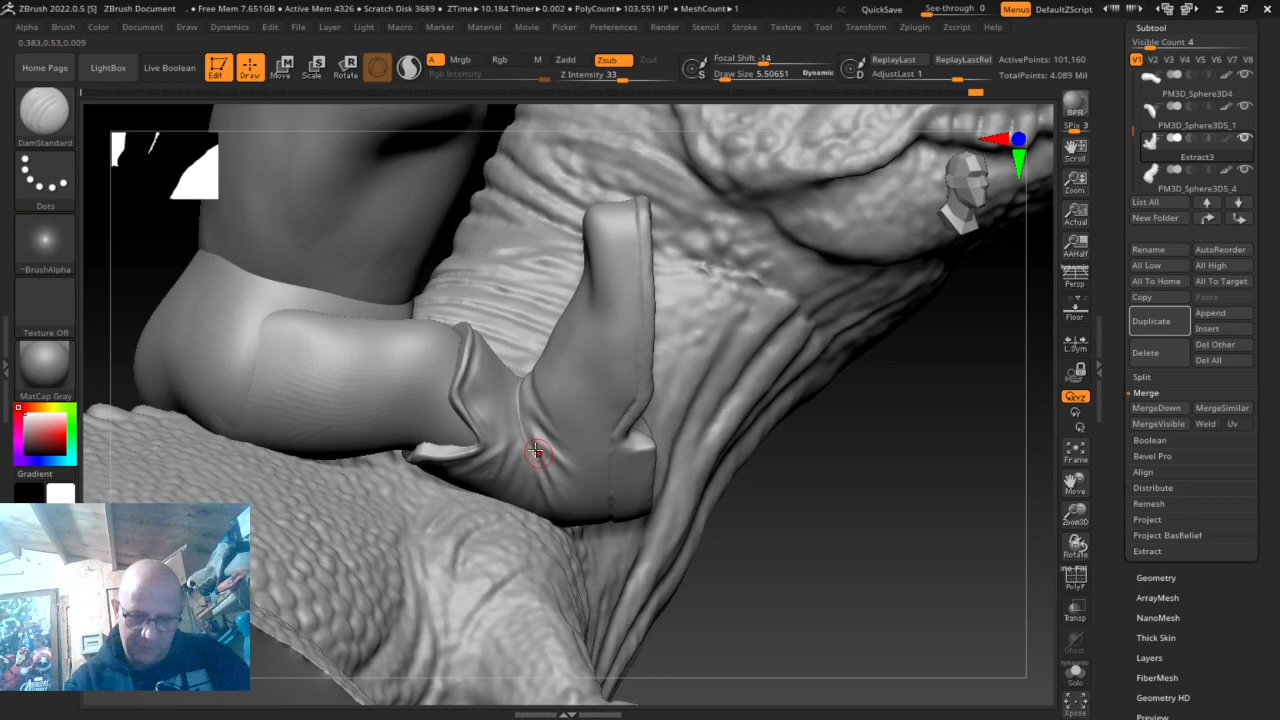 ZBrush 2022.0.5 [S] ZBrush Document . • Free Mem 7.651GB • Active Mem 4326 • Scratch Disk 3689 • ZTime▸10.184 Timer▸0.002 • PolyCount▸103.551 KP • MeshCount▸1 AC QuickSave See-through 0 Menus DefaultZScript
Alpha Brush Color Document Draw Dynamics Edit File Layer Light Macro Marker Material Movie Picker Preferences Render Stencil Stroke Texture Tool Transform Zplugin Zscript Help
0.383,0.53,0.009
Home Page LightBox Live Boolean Edit Draw Move Scale Rotate A Mrgb Rgb M Zadd Zsub Zcut
Rgb Intensity Z Intensity 33
Focal Shift -14
Draw Size 5.50651 Dynamic
S D
ReplayLast ReplayLastRel
AdjustLast 1
ActivePoints: 101,160
TotalPoints: 4.089 Mil
DamStandard
Dots
~BrushAlpha
Texture Off
MatCap Gray
Gradient
BPR
SPix 3
Scroll
Zoom
Actual
AAHalf
Dynamic
Persp
Floor
L.Sym
XYZ
Frame
Move
Zoom3D
Rotate
Line Fill
PolyF
Transp
Ghost
Dynamic
Solo
Xpose
Subtool
Visible Count 4
V1 V2 V3 V4 V5 V6 V7 V8
PM3D_Sphere3D4
PM3D_Sphere3D5_1
Extract3
PM3D_Sphere3D5_4
List All
New Folder
Rename AutoReorder
All Low All High
All To Home All To Target
Copy Paste
Duplicate Append
Insert
Delete Del Other
Del All
Split
Merge
MergeDown MergeSimilar
MergeVisible Weld Uv
Boolean
Bevel Pro
Align
Distribute
Remesh
Project
Project BasRelief
Extract
Geometry
ArrayMesh
NanoMesh
Thick Skin
Layers
FiberMesh
Geometry HD
Preview